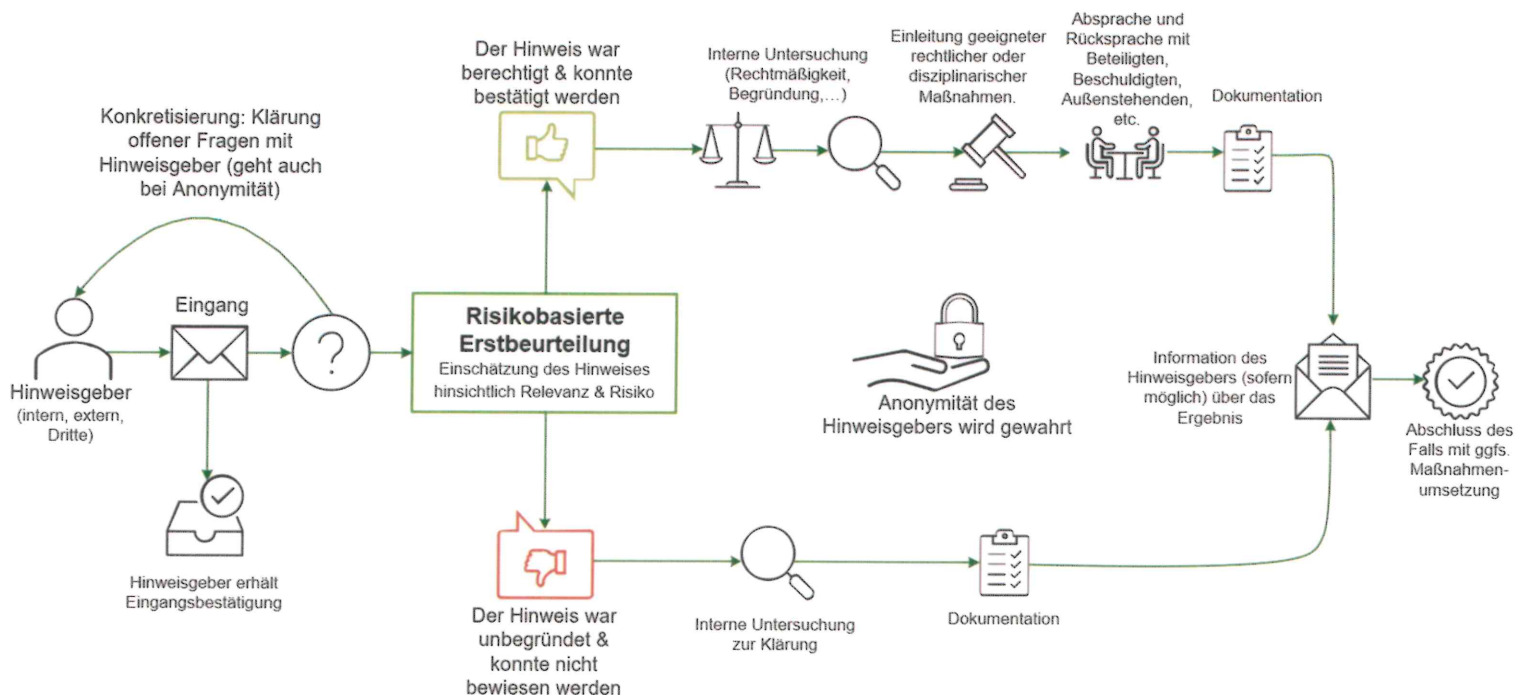 Konkretisierung: Klärung
offener Fragen mit
Hinweisgeber (geht auch
bei Anonymität)
Hinweisgeber
(intern, extern,
Dritte)
Eingang
Hinweisgeber erhält
Eingangsbestätigung
?
Risikobasierte
Erstbeurteilung
Einschätzung des Hinweises
hinsichtlich Relevanz & Risiko
Der Hinweis war
berechtigt & konnte
bestätigt werden
Interne Untersuchung
(Rechtmäßigkeit,
Begründung,…)
Einleitung geeigneter
rechtlicher oder
disziplinarischer
Maßnahmen.
Absprache und
Rücksprache mit
Beteiligten,
Beschuldigten,
Außenstehenden,
etc.
Dokumentation
Anonymität des
Hinweisgebers wird gewahrt
Der Hinweis war
unbegründet &
konnte nicht
bewiesen werden
Interne Untersuchung
zur Klärung
Dokumentation
Information des
Hinweisgebers (sofern
möglich) über das
Ergebnis
Abschluss des
Falls mit ggfs.
Maßnahmen-
umsetzung